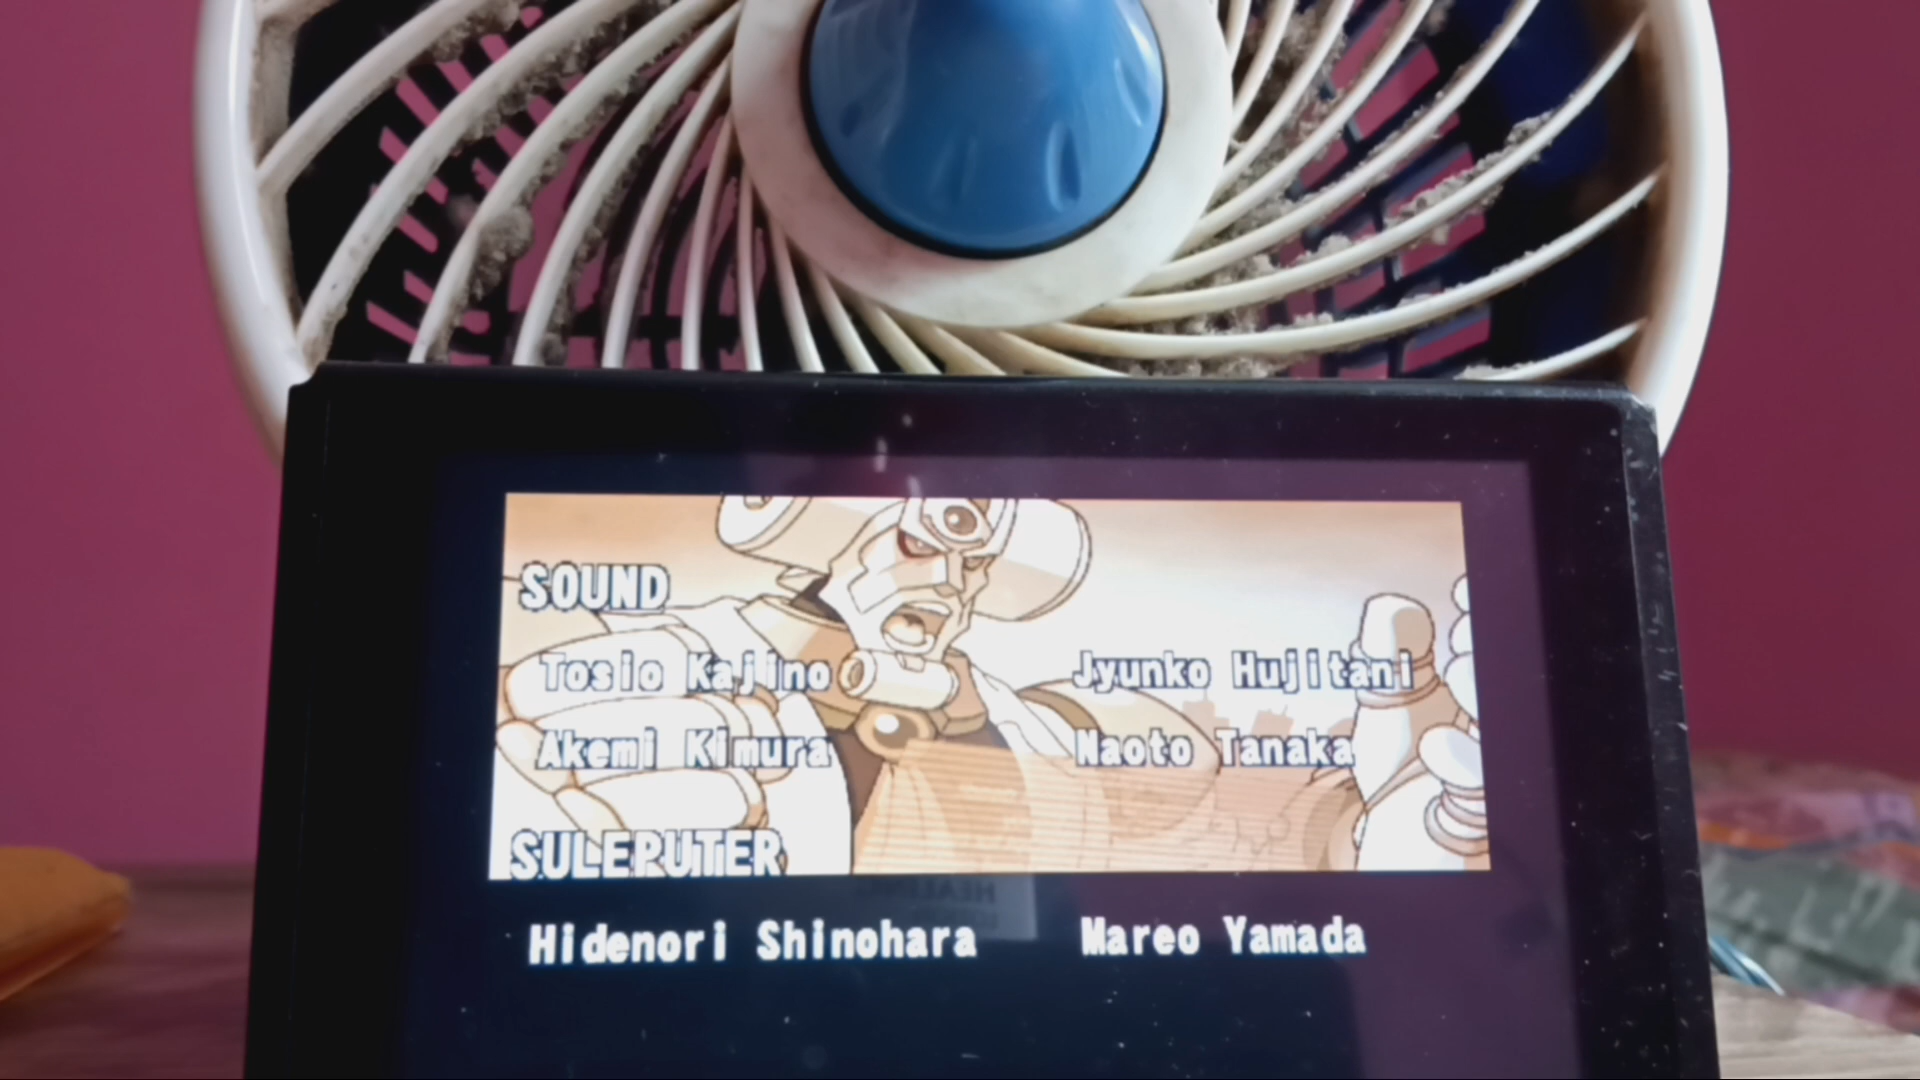 SOUND
Tosio Kajino Jyunko Hujitani
Akemi Kimura Naoto Tanaka
SULEPUTER
Hidenori Shinohara Mareo Yamada